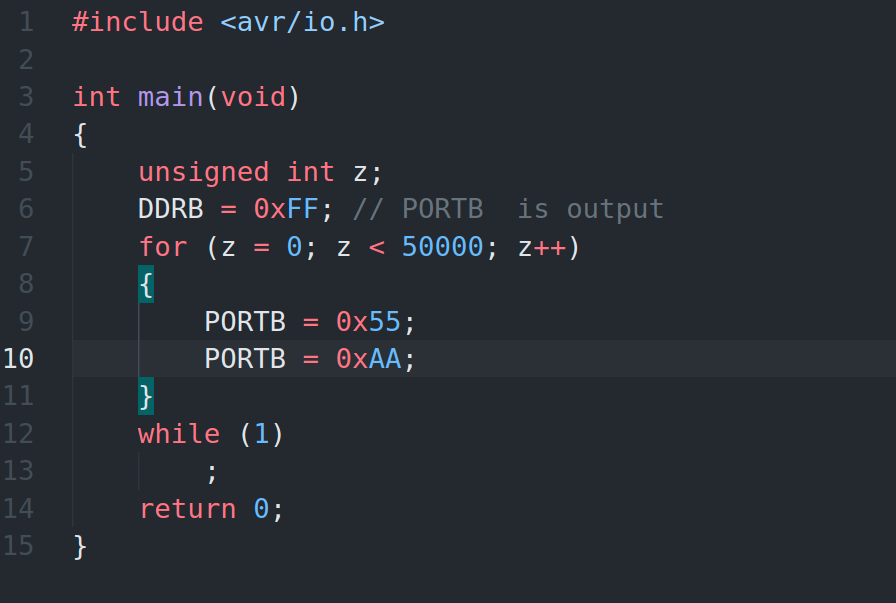 1 #include <avr/io.h>
2
3 int main(void)
4 {
5     unsigned int z;
6     DDRB = 0xFF; // PORTB  is output
7     for (z = 0; z < 50000; z++)
8     {
9         PORTB = 0x55;
10         PORTB = 0xAA;
11     }
12     while (1)
13         ;
14     return 0;
15 }